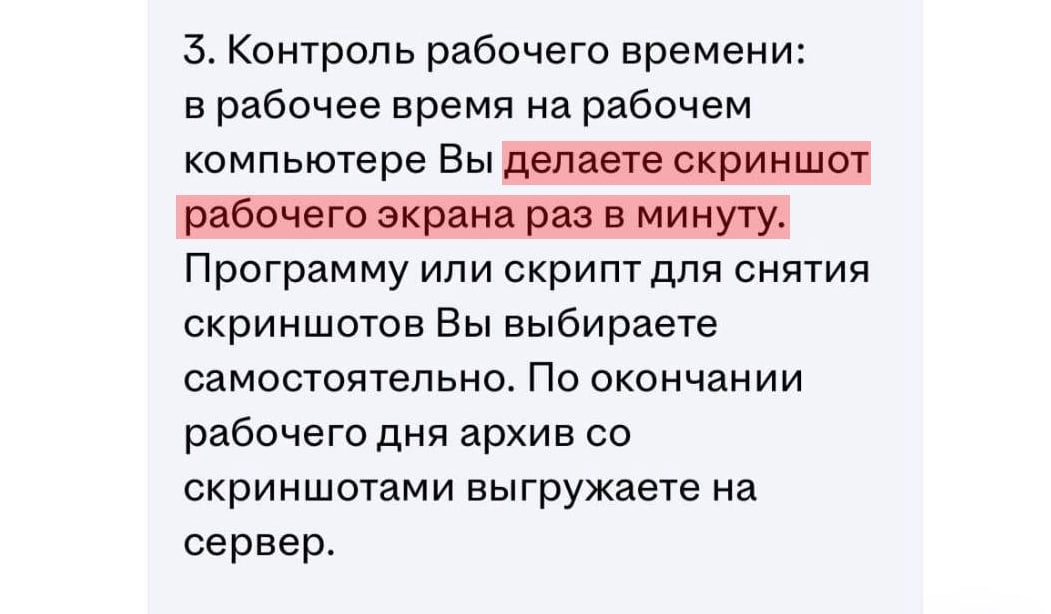 3. Контроль рабочего времени:
в рабочее время на рабочем
компьютере Вы делаете скриншот
рабочего экрана раз в минуту.
Программу или скрипт для снятия
скриншотов Вы выбираете
самостоятельно. По окончании
рабочего дня архив со
скриншотами выгружаете на
сервер.